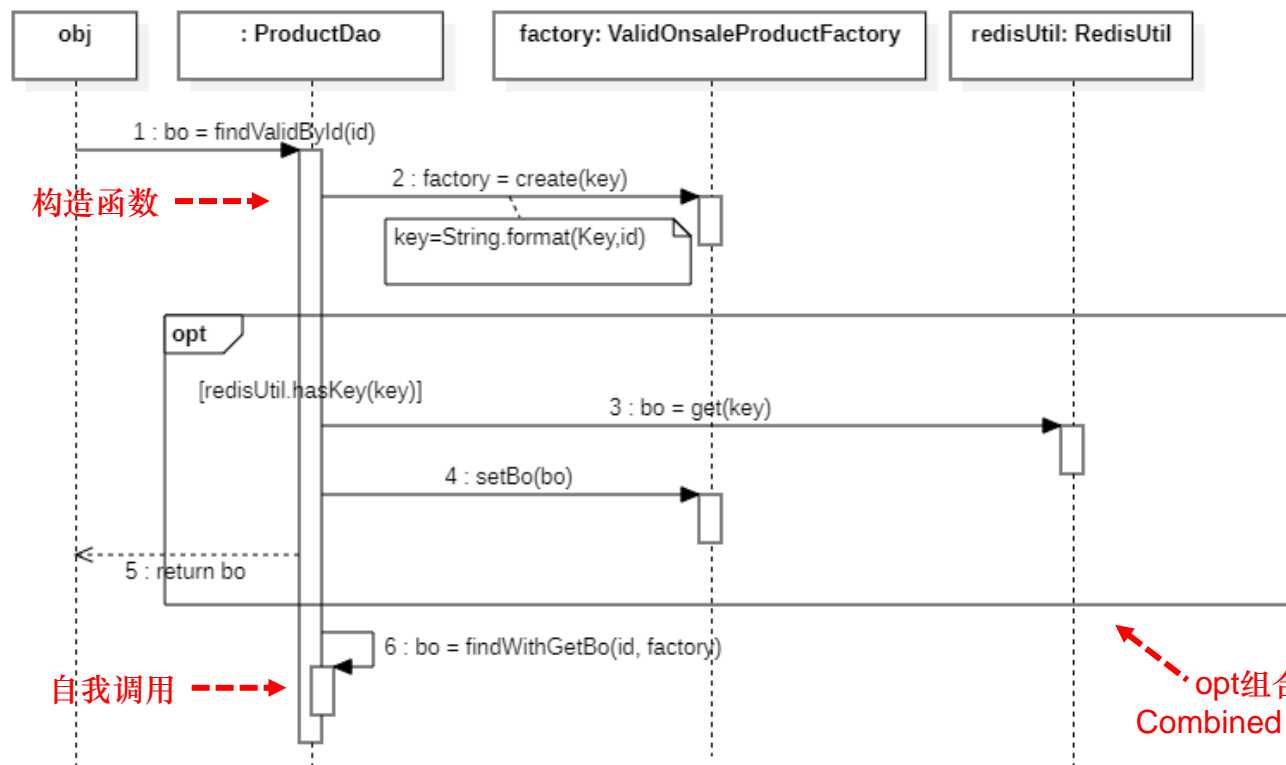 obj
: ProductDao
factory: ValidOnsaleProductFactory
redisUtil: RedisUtil
1 : bo = findValidById(id)
构造函数
2 : factory = create(key)
key=String.format(Key,id)
opt
[redisUtil.hasKey(key)]
3 : bo = get(key)
4 : setBo(bo)
5 : return bo
6 : bo = findWithGetBo(id, factory)
自我调用
opt组合
Combined